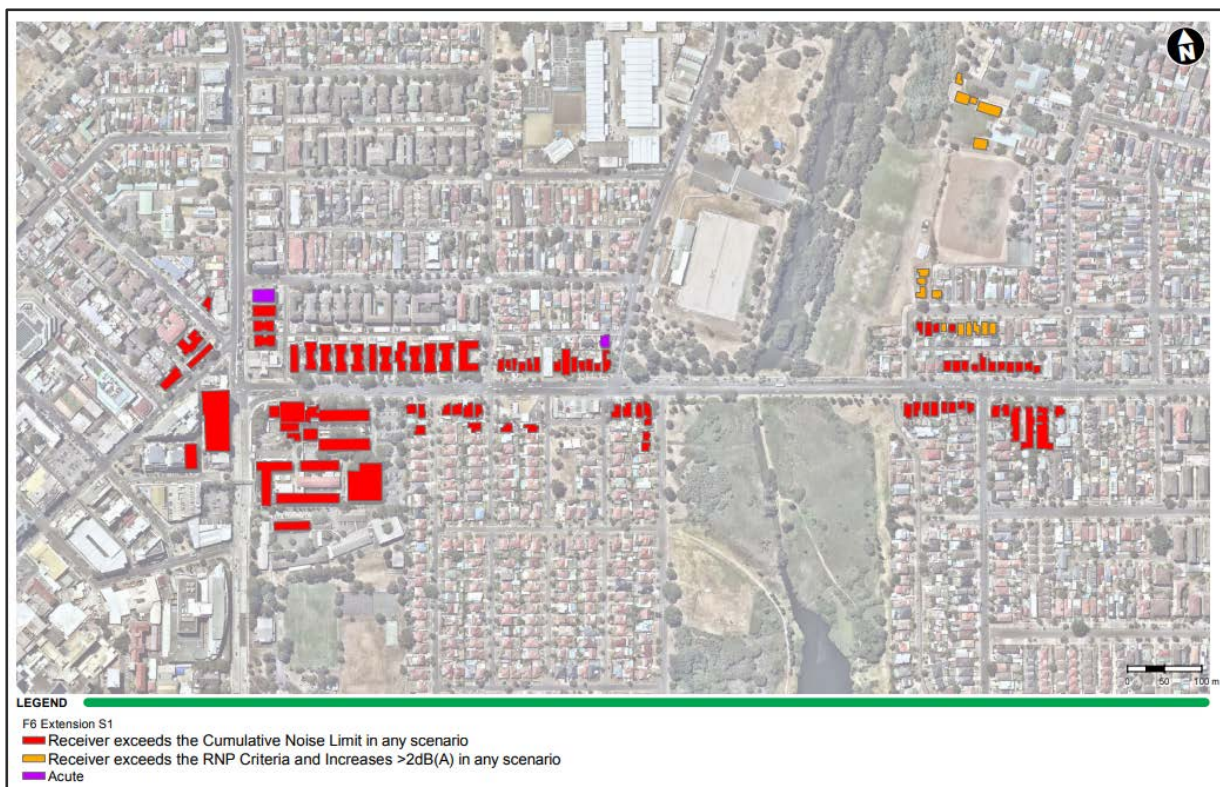 N
0 50 100 m
LEGEND
F6 Extension S1
Receiver exceeds the Cumulative Noise Limit in any scenario
Receiver exceeds the RNP Criteria and Increases >2dB(A) in any scenario
Acute